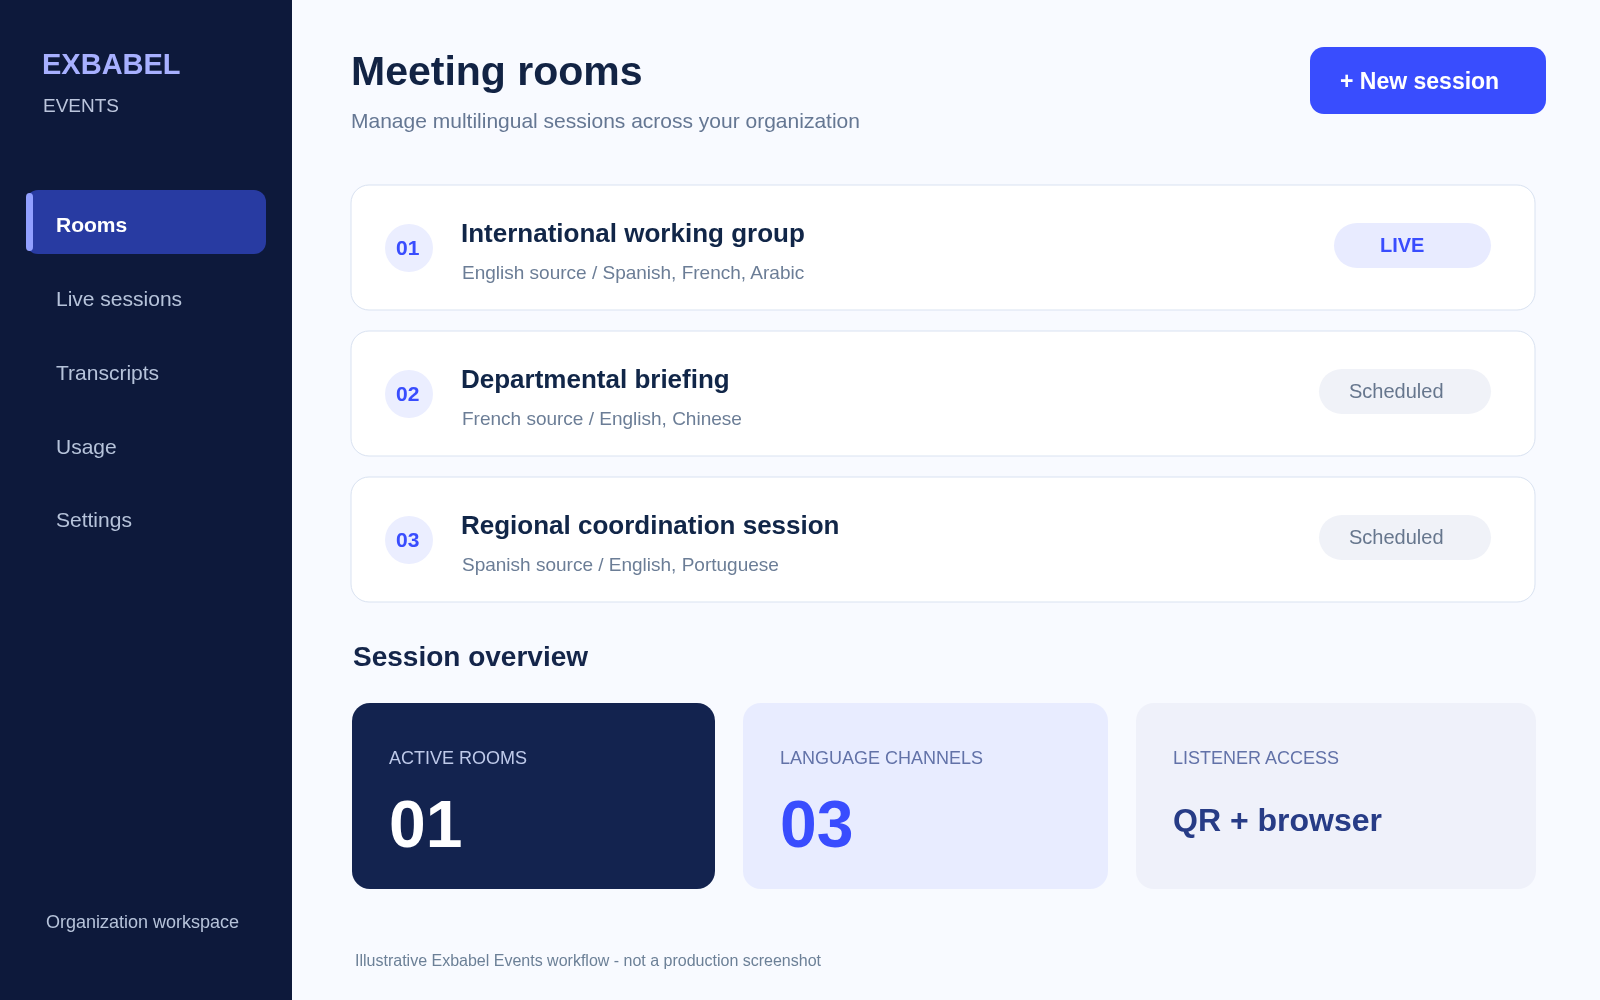 EXBABEL
EVENTS
Rooms
Live sessions
Transcripts
Usage
Settings
Organization workspace
Meeting rooms
Manage multilingual sessions across your organization
+ New session
01
International working group
English source / Spanish, French, Arabic
LIVE
02
Departmental briefing
French source / English, Chinese
Scheduled
03
Regional coordination session
Spanish source / English, Portuguese
Scheduled
Session overview
ACTIVE ROOMS
01
LANGUAGE CHANNELS
03
LISTENER ACCESS
QR + browser
Illustrative Exbabel Events workflow - not a production screenshot